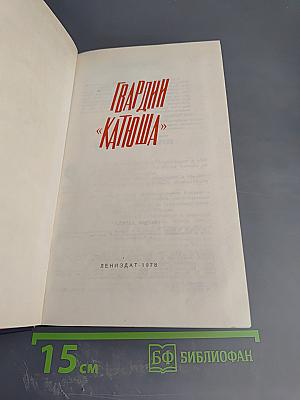 ГВАРДИИ
«КАТЮША»
ЛЕНИЗДАТ·1978
15 см
БФ БИБЛИОФАН